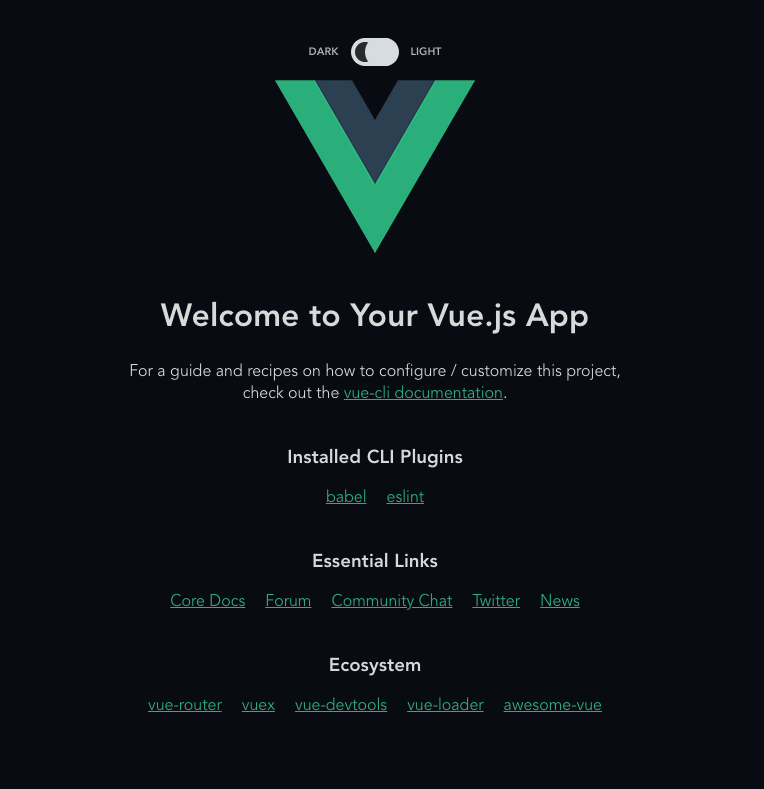 DARK LIGHT
Welcome to Your Vue.js App
For a guide and recipes on how to configure / customize this project,
check out the vue-cli documentation.
Installed CLI Plugins
babel eslint
Essential Links
Core Docs Forum Community Chat Twitter News
Ecosystem
vue-router vuex vue-devtools vue-loader awesome-vue